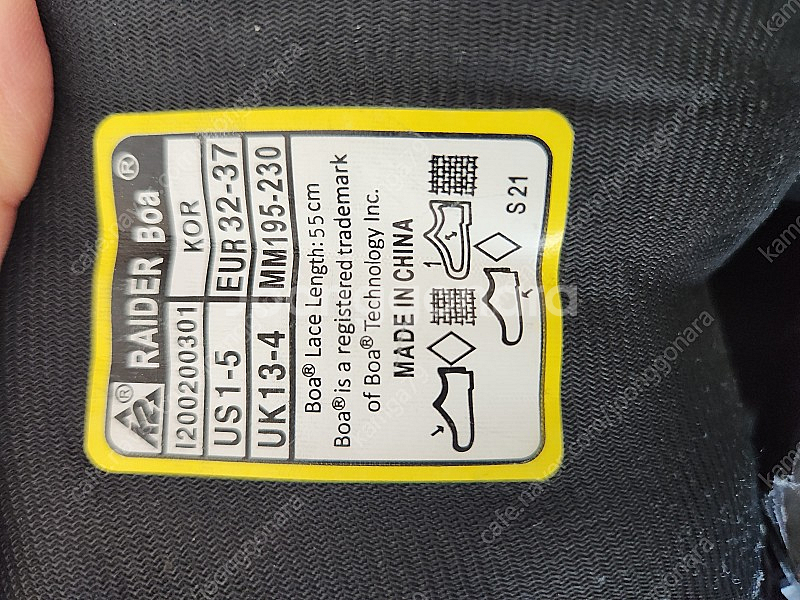 K2® RAIDER Boa®
I200200301 KOR
US 1-5 EUR 32-37
UK 13-4 MM 195-230
Boa® Lace Length: 55 cm
Boa® is a registered trademark
of Boa® Technology Inc.
MADE IN CHINA
S 21